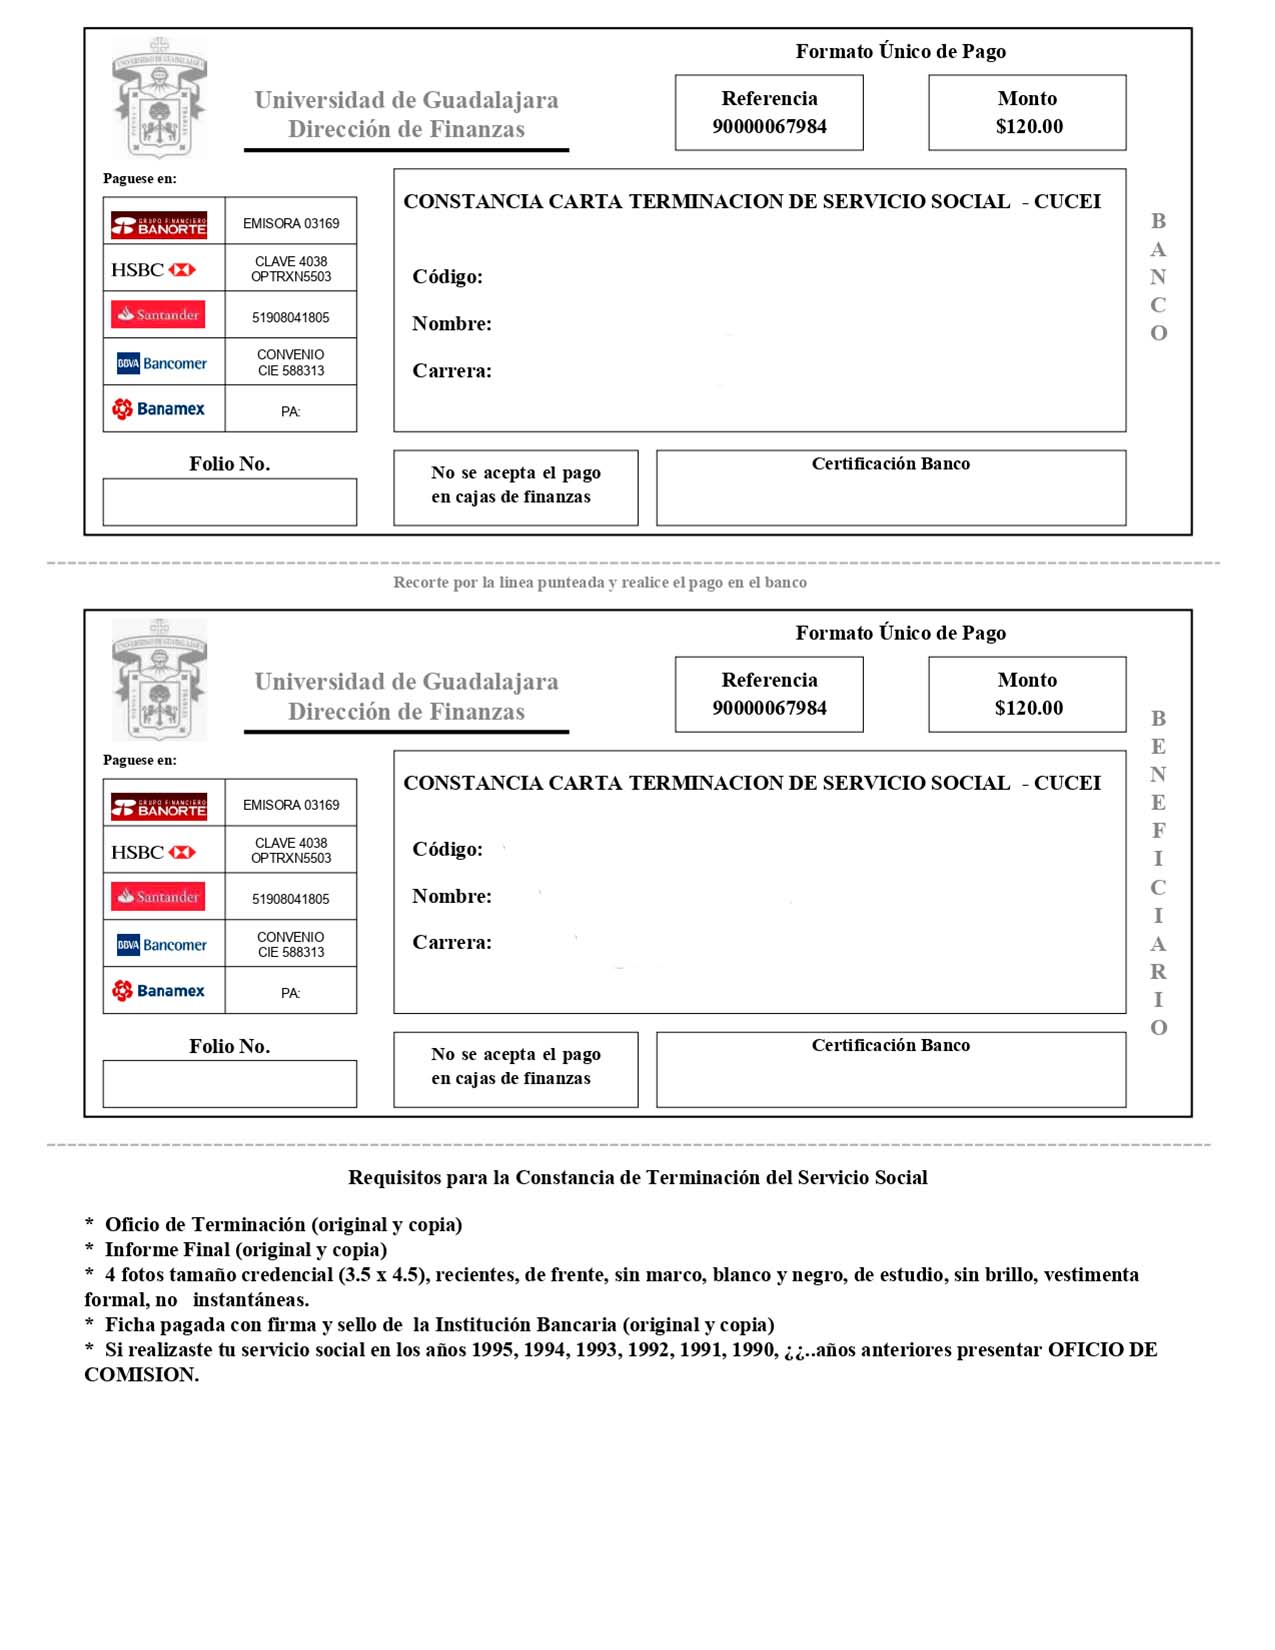 Formato Único de Pago
Universidad de Guadalajara
Dirección de Finanzas
Referencia
90000067984
Monto
$120.00
Paguese en:
GRUPO FINANCIERO
BANORTE
EMISORA 03169
HSBC
CLAVE 4038
OPTRXN5503
Santander
51908041805
BBVA Bancomer
CONVENIO
CIE 588313
Banamex
PA:
CONSTANCIA CARTA TERMINACION DE SERVICIO SOCIAL - CUCEI
Código:
Nombre:
Carrera:
BANCO
Folio No.
No se acepta el pago
en cajas de finanzas
Certificación Banco
Recorte por la linea punteada y realice el pago en el banco
Formato Único de Pago
Universidad de Guadalajara
Dirección de Finanzas
Referencia
90000067984
Monto
$120.00
Paguese en:
GRUPO FINANCIERO
BANORTE
EMISORA 03169
HSBC
CLAVE 4038
OPTRXN5503
Santander
51908041805
BBVA Bancomer
CONVENIO
CIE 588313
Banamex
PA:
CONSTANCIA CARTA TERMINACION DE SERVICIO SOCIAL - CUCEI
Código:
Nombre:
Carrera:
BENEFICIARIO
Folio No.
No se acepta el pago
en cajas de finanzas
Certificación Banco
Requisitos para la Constancia de Terminación del Servicio Social
* Oficio de Terminación (original y copia)
* Informe Final (original y copia)
* 4 fotos tamaño credencial (3.5 x 4.5), recientes, de frente, sin marco, blanco y negro, de estudio, sin brillo, vestimenta
formal, no instantáneas.
* Ficha pagada con firma y sello de la Institución Bancaria (original y copia)
* Si realizaste tu servicio social en los años 1995, 1994, 1993, 1992, 1991, 1990, ¿¿..años anteriores presentar OFICIO DE
COMISION.